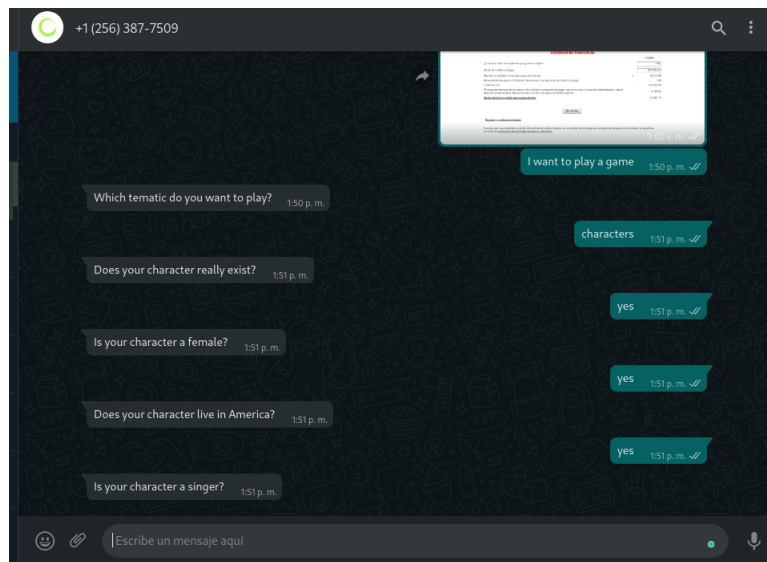 +1 (256) 387-7509
9:05 a. m.
I want to play a game
1:50 p. m.
Which tematic do you want to play?
1:50 p. m.
characters
1:51 p. m.
Does your character really exist?
1:51 p. m.
yes
1:51 p. m.
Is your character a female?
1:51 p. m.
yes
1:51 p. m.
Does your character live in America?
1:51 p. m.
yes
1:51 p. m.
Is your character a singer?
1:51 p. m.
Escribe un mensaje aquí